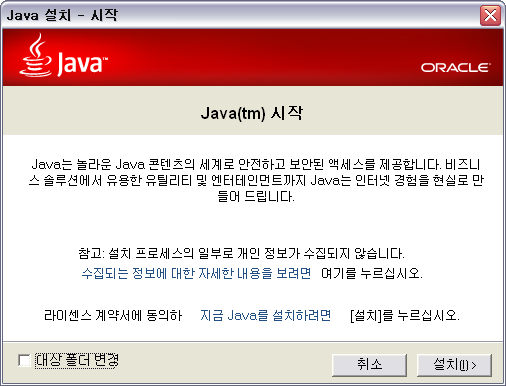 Java 설치 - 시작
Java™
ORACLE®
Java(tm) 시작
Java는 놀라운 Java 콘텐츠의 세계로 안전하고 보안된 액세스를 제공합니다. 비즈니
스 솔루션에서 유용한 유틸리티 및 엔터테인먼트까지 Java는 인터넷 경험을 현실로 만
들어 드립니다.
참고: 설치 프로세스의 일부로 개인 정보가 수집되지 않습니다.
수집되는 정보에 대한 자세한 내용을 보려면 여기를 누르십시오.
라이센스 계약서에 동의하 지금 Java를 설치하려면 [설치]를 누르십시오.
대상 폴더 변경
취소
설치(I) >